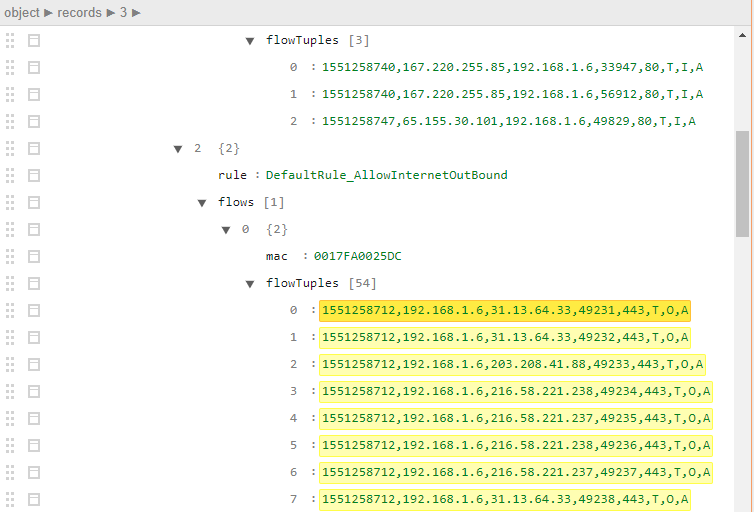 object ▶ records ▶ 3 ▶
▼ flowTuples [3]
0 : 1551258740,167.220.255.85,192.168.1.6,33947,80,T,I,A
1 : 1551258740,167.220.255.85,192.168.1.6,56912,80,T,I,A
2 : 1551258747,65.155.30.101,192.168.1.6,49829,80,T,I,A
▼ 2 {2}
rule : DefaultRule_AllowInternetOutBound
▼ flows [1]
▼ 0 {2}
mac : 0017FA0025DC
▼ flowTuples [54]
0 : 1551258712,192.168.1.6,31.13.64.33,49231,443,T,O,A
1 : 1551258712,192.168.1.6,31.13.64.33,49232,443,T,O,A
2 : 1551258712,192.168.1.6,203.208.41.88,49233,443,T,O,A
3 : 1551258712,192.168.1.6,216.58.221.238,49234,443,T,O,A
4 : 1551258712,192.168.1.6,216.58.221.237,49235,443,T,O,A
5 : 1551258712,192.168.1.6,216.58.221.238,49236,443,T,O,A
6 : 1551258712,192.168.1.6,216.58.221.237,49237,443,T,O,A
7 : 1551258712,192.168.1.6,31.13.64.33,49238,443,T,O,A